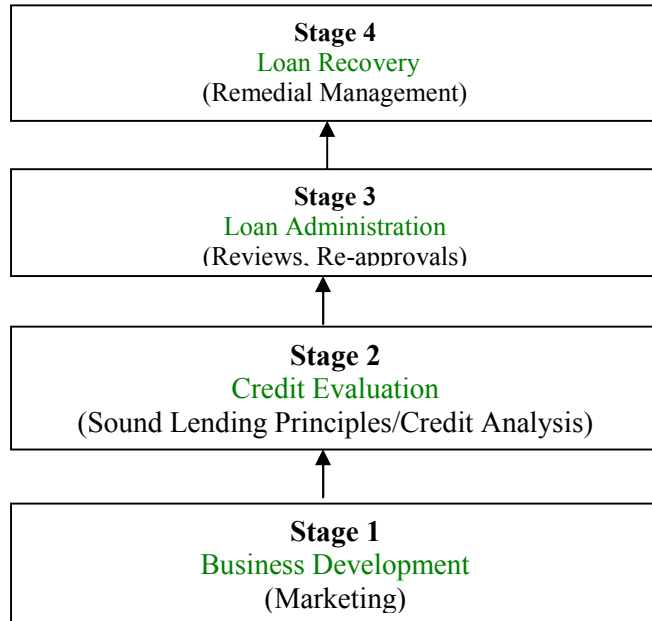 Stage 4
Loan Recovery
(Remedial Management)
Stage 3
Loan Administration
(Reviews, Re-approvals)
Stage 2
Credit Evaluation
(Sound Lending Principles/Credit Analysis)
Stage 1
Business Development
(Marketing)